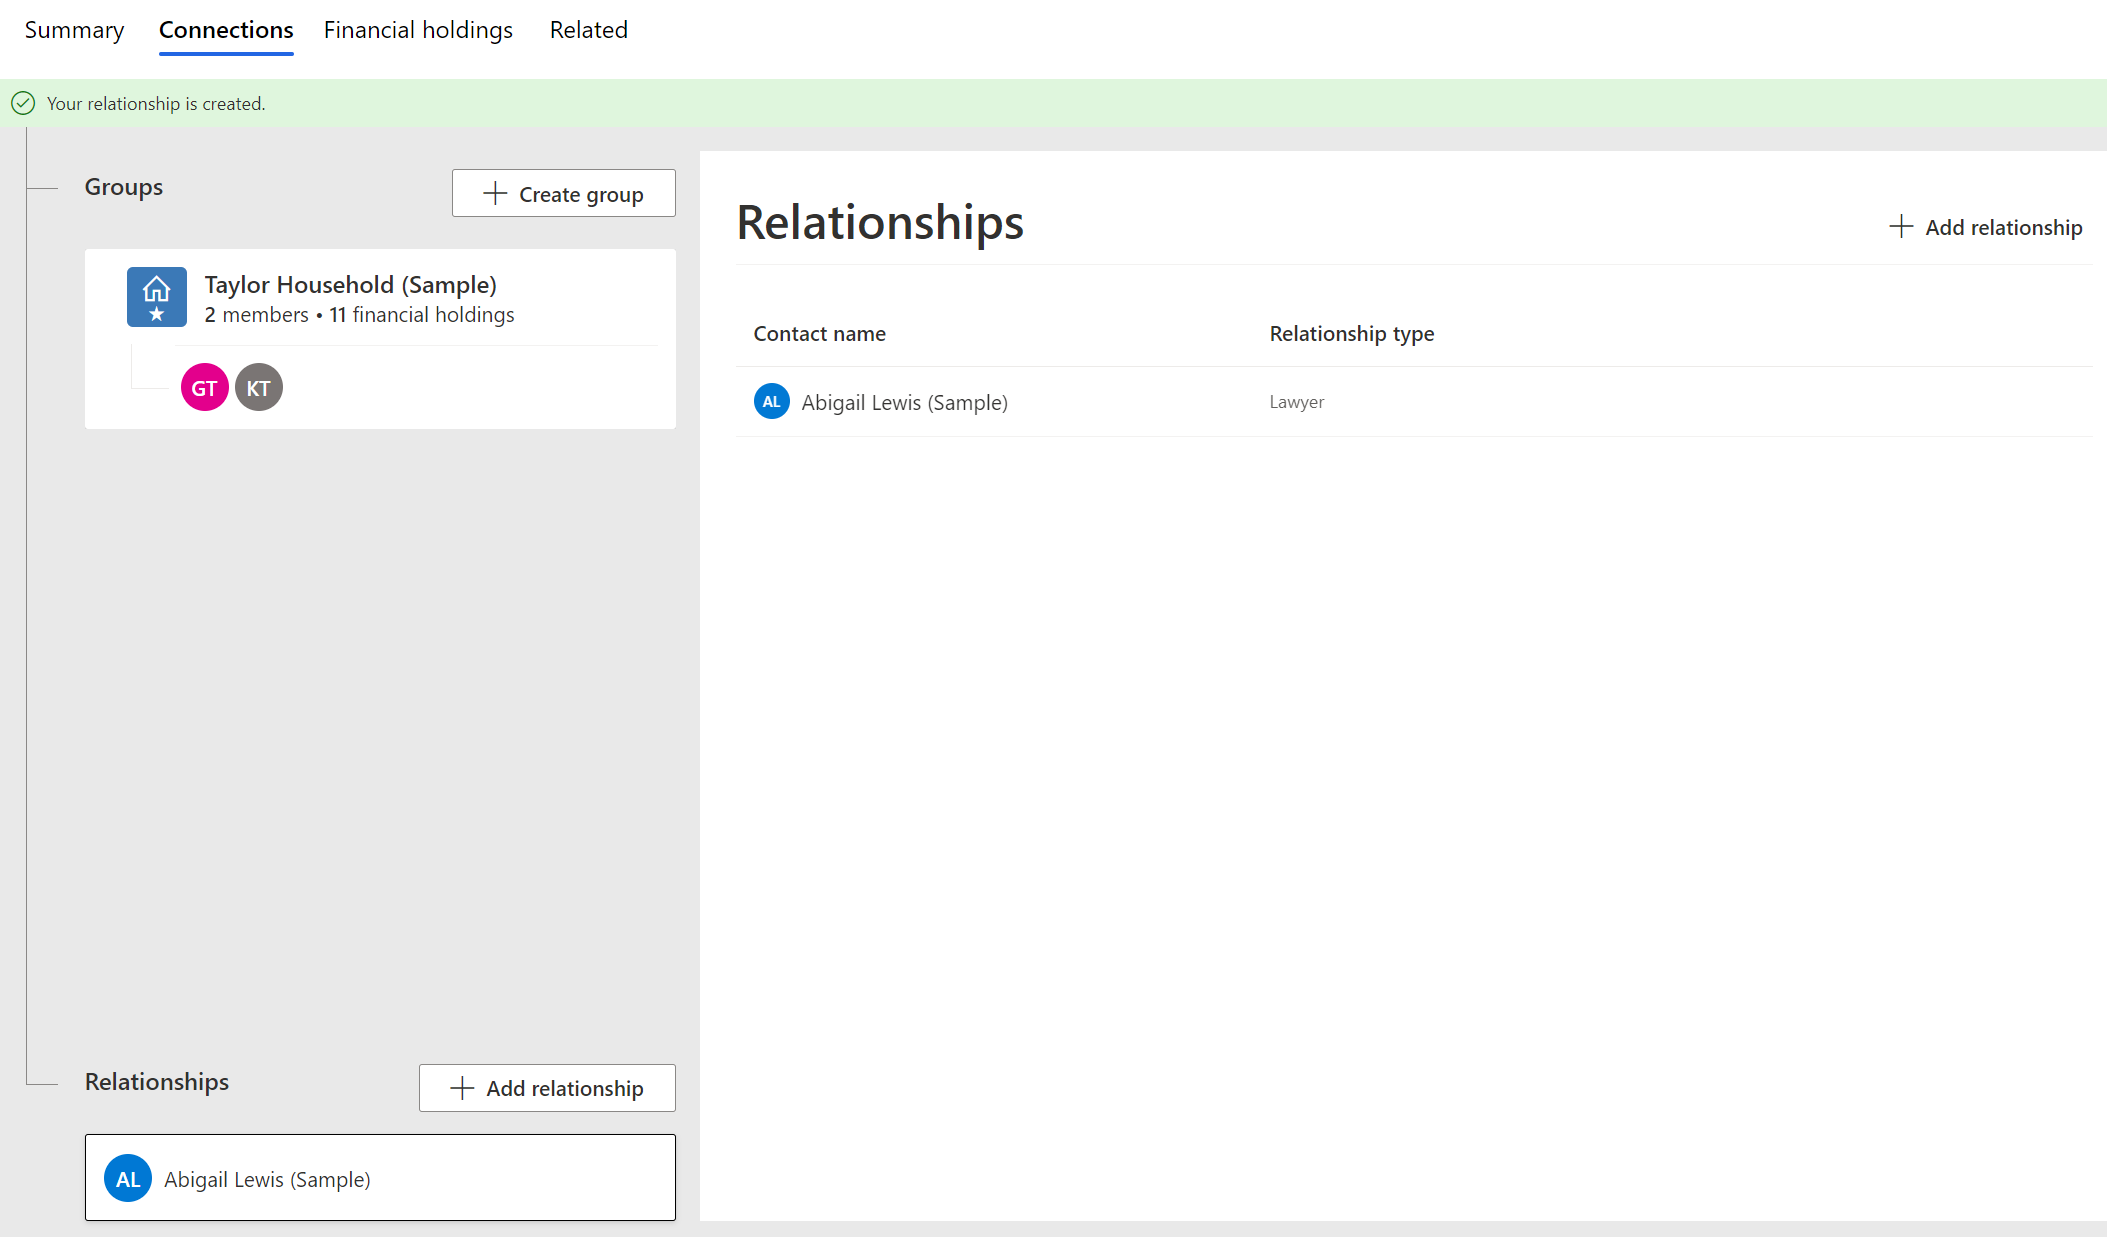 Summary Connections Financial holdings Related
Your relationship is created.
Groups
Create group
Taylor Household (Sample)
2 members • 11 financial holdings
GT KT
Relationships
Add relationship
AL Abigail Lewis (Sample)
Relationships
Add relationship
Contact name Relationship type
AL Abigail Lewis (Sample) Lawyer